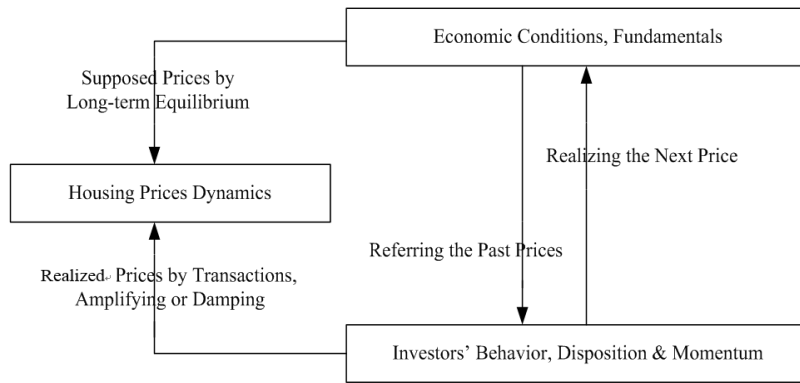 Economic Conditions, Fundamentals
Supposed Prices by
Long-term Equilibrium
Realizing the Next Price
Housing Prices Dynamics
Referring the Past Prices
Realized Prices by Transactions,
Amplifying or Damping
Investors' Behavior, Disposition & Momentum